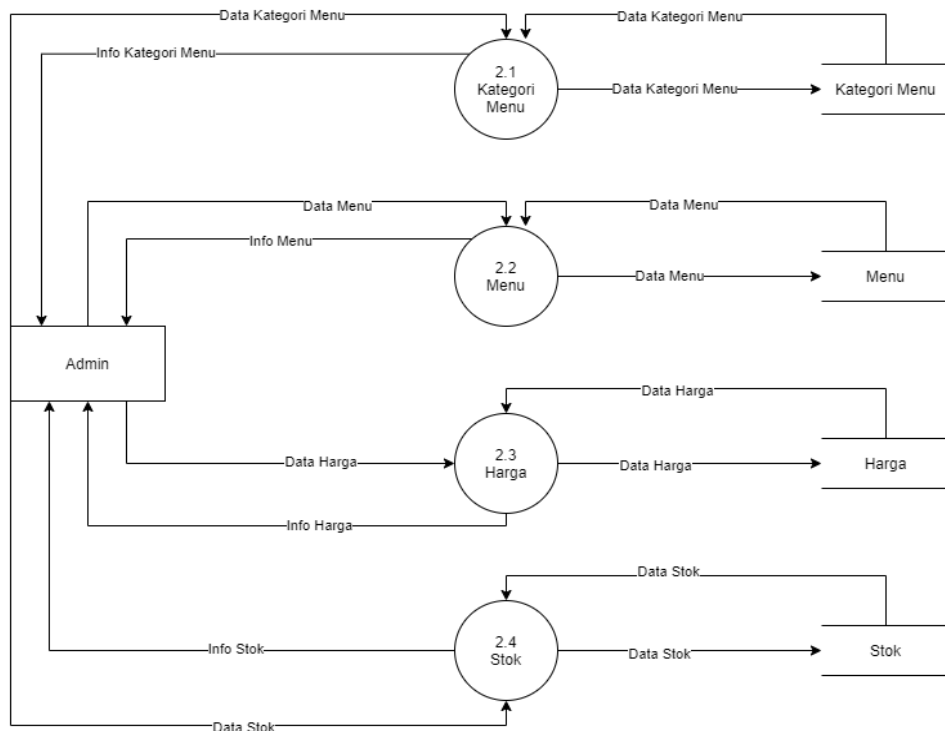 Data Kategori Menu
Data Kategori Menu
Info Kategori Menu
2.1
Kategori
Menu
Data Kategori Menu
Kategori Menu
Data Menu
Data Menu
Info Menu
2.2
Menu
Data Menu
Menu
Admin
Data Harga
2.3
Harga
Data Harga
Data Harga
Harga
Info Harga
Data Stok
2.4
Stok
Info Stok
Data Stok
Stok
Data Stok